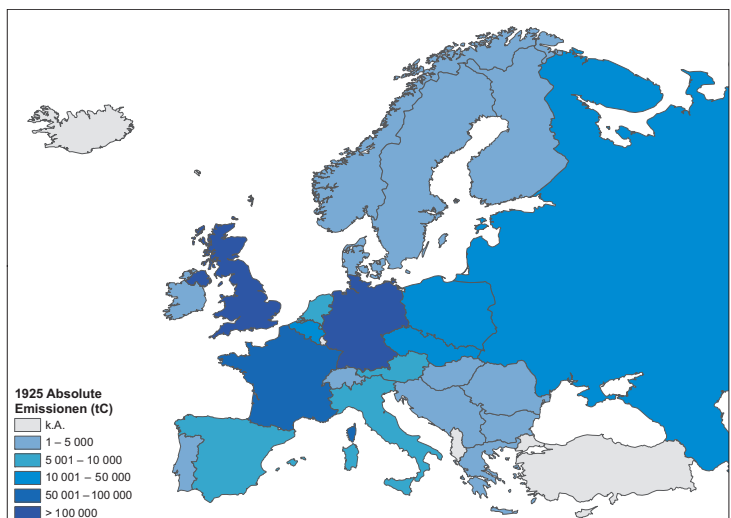 1925 Absolute
Emissionen (tC)
k.A.
1 – 5 000
5 001 – 10 000
10 001 – 50 000
50 001 – 100 000
> 100 000